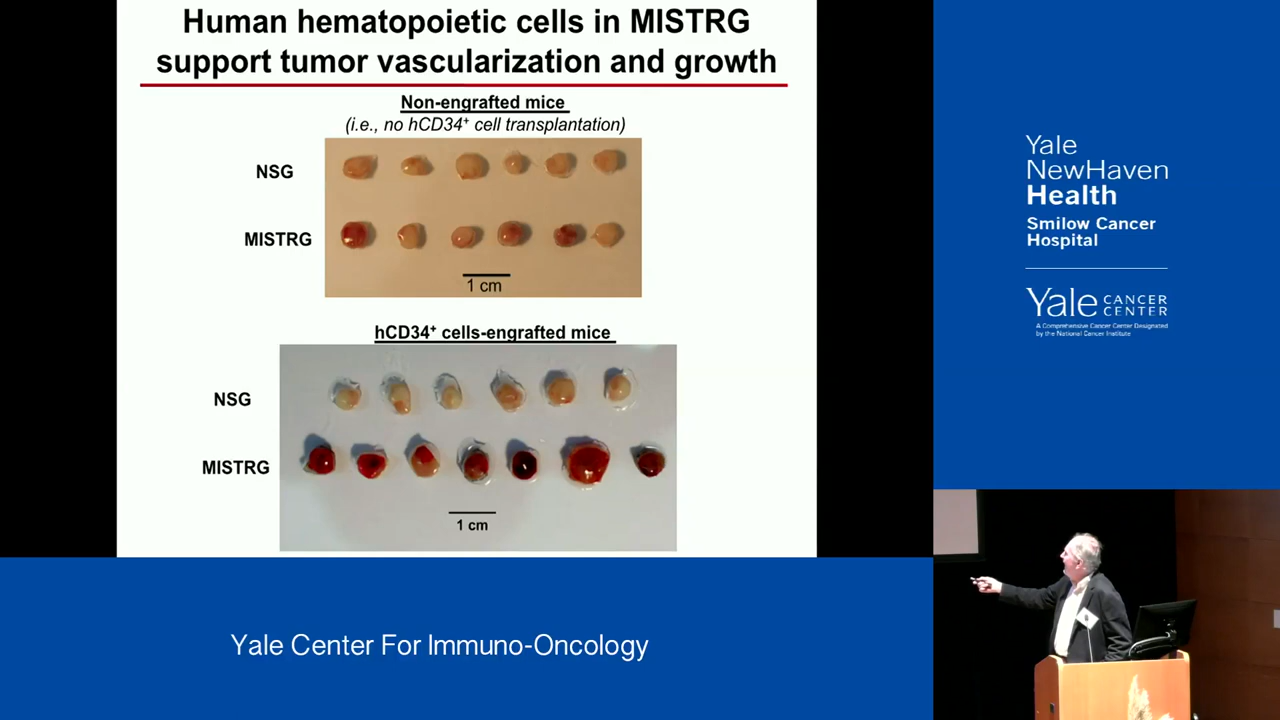 Human hematopoietic cells in MISTRG
support tumor vascularization and growth
Non-engrafted mice
(i.e., no hCD34⁺ cell transplantation)
NSG
MISTRG
1 cm
hCD34⁺ cells-engrafted mice
NSG
MISTRG
1 cm
Yale
NewHaven
Health
Smilow Cancer
Hospital
Yale CANCER
CENTER
A Comprehensive Cancer Center Designated
by the National Cancer Institute
Yale Center For Immuno-Oncology